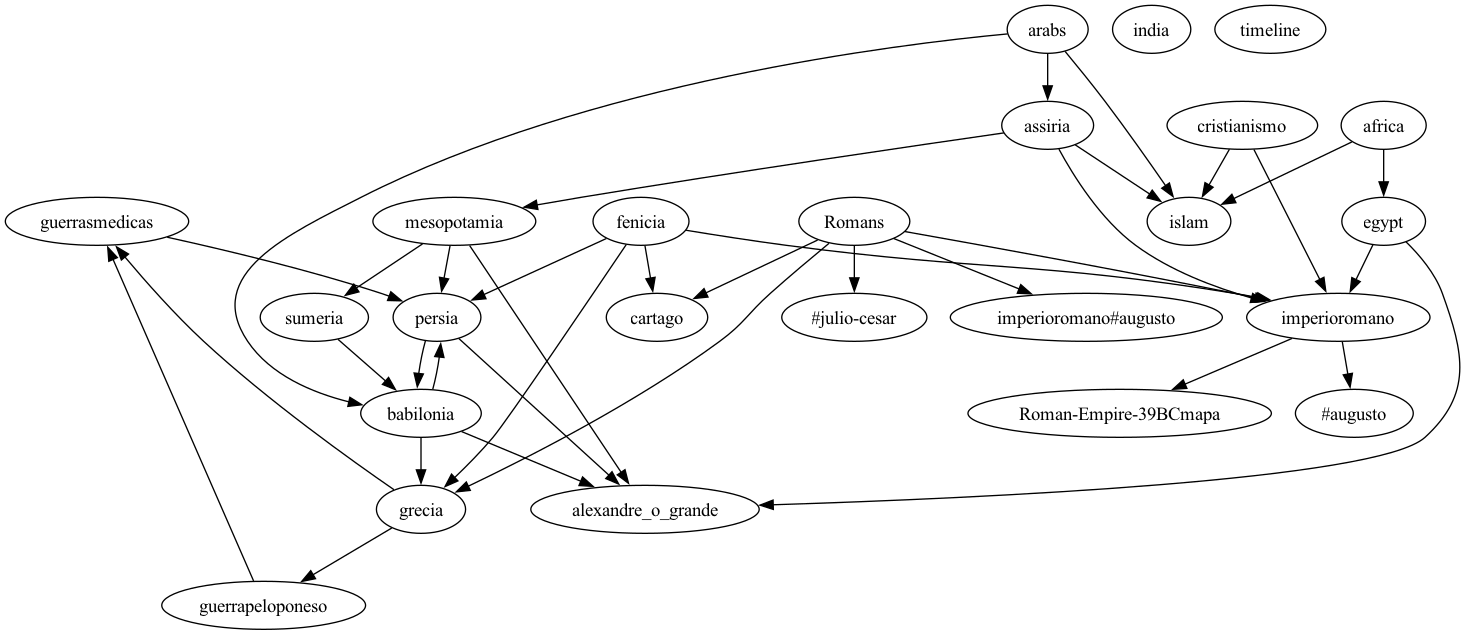 arabs
india
timeline
assiria
cristianismo
africa
guerrasmedicas
mesopotamia
fenicia
Romans
islam
egypt
sumeria
persia
cartago
#julio-cesar
imperioromano#augusto
imperioromano
babilonia
Roman-Empire-39BCmapa
#augusto
grecia
alexandre_o_grande
guerrapeloponeso